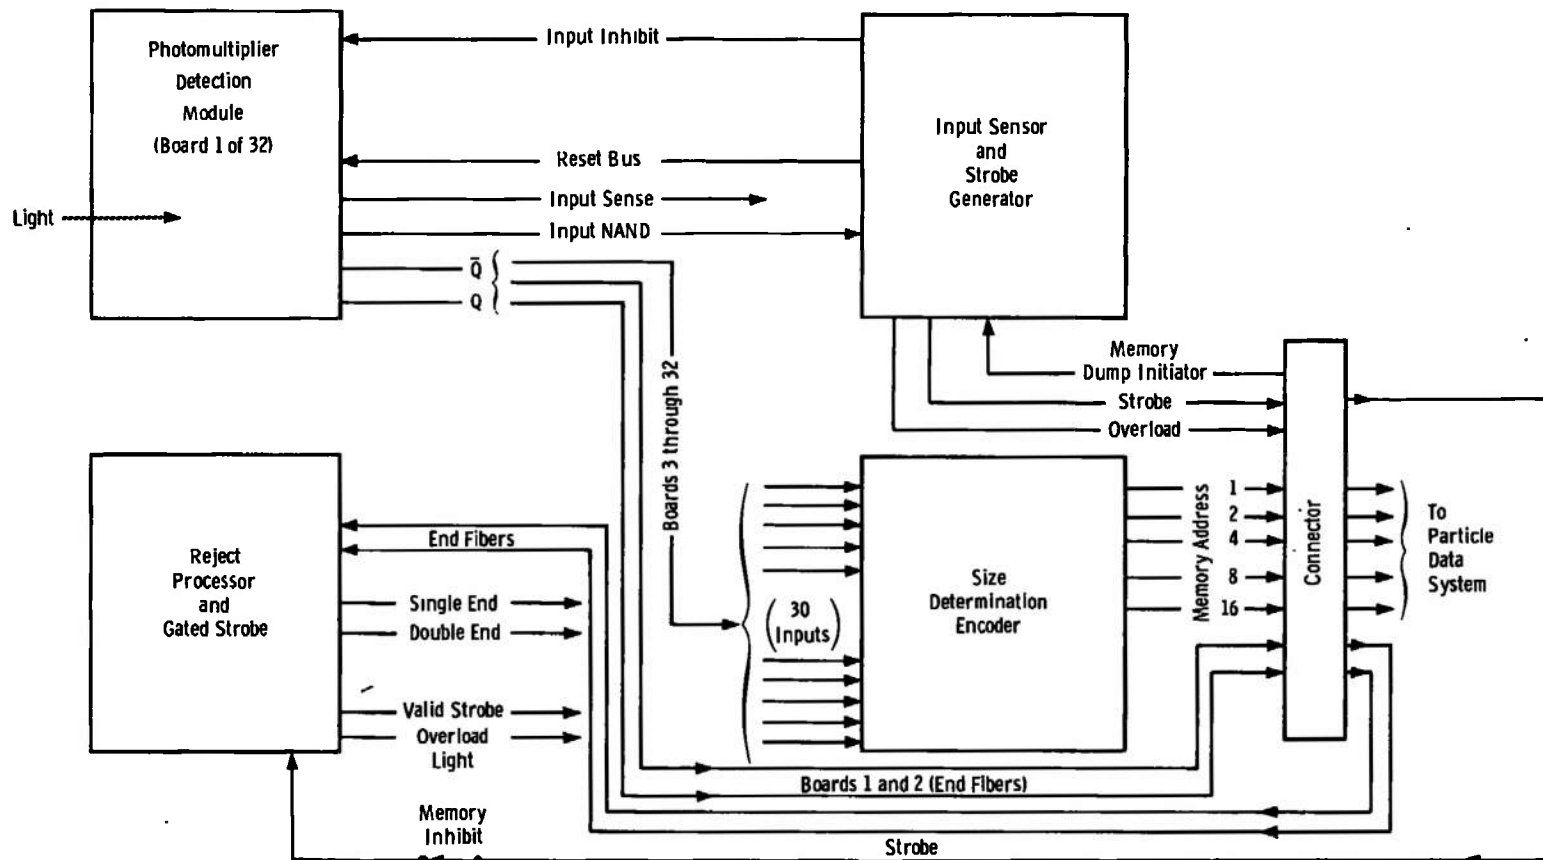 Photomultiplier
Detection
Module
(Board 1 of 32)
Light
Input Inhibit
Reset Bus
Input Sense
Input NAND
Q̅
Q
Input Sensor
and
Strobe
Generator
Boards 3 through 32
Memory
Dump Initiator
Strobe
Overload
Reject
Processor
and
Gated Strobe
End Fibers
Single End
Double End
Valid Strobe
Overload
Light
(30
Inputs)
Size
Determination
Encoder
Memory Address
1
2
4
8
16
Connector
To
Particle
Data
System
Boards 1 and 2 (End Fibers)
Memory
Inhibit
Strobe